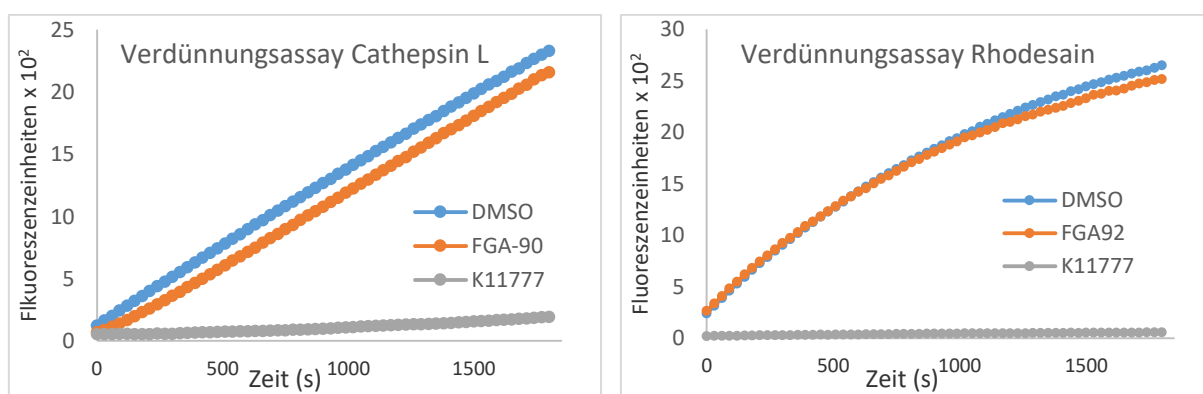 Verdünnungsassay Cathepsin L
Flkuoreszenzeinheiten x 10²
25
20
15
10
5
0
DMSO
FGA-90
K11777
0 500 1000 1500
Zeit (s)
Verdünnungsassay Rhodesain
Fluoreszenzeinheiten x 10²
30
25
20
15
10
5
0
DMSO
FGA92
K11777
0 500 1000 1500
Zeit (s)